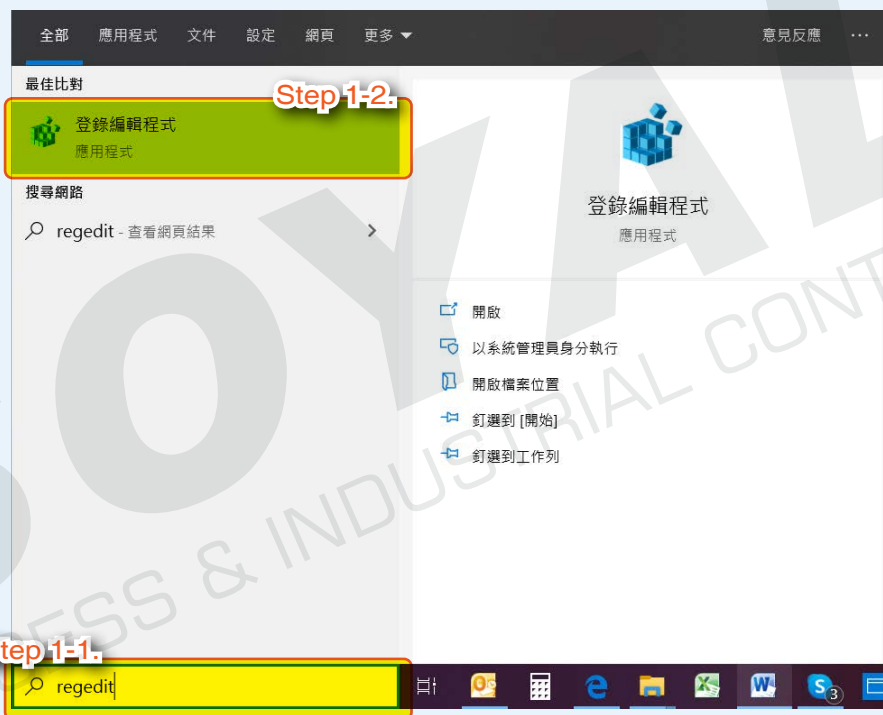 全部 應用程式 文件 設定 網頁 更多 意見反應 ...
最佳比對
Step 1-2.
登錄編輯程式
應用程式
搜尋網路
regedit - 查看網頁結果
登錄編輯程式
應用程式
開啟
以系統管理員身分執行
開啟檔案位置
釘選到 [開始]
釘選到工作列
tep 1-1.
regedit
3
OYAL
CESS & INDUSTRIAL CONT